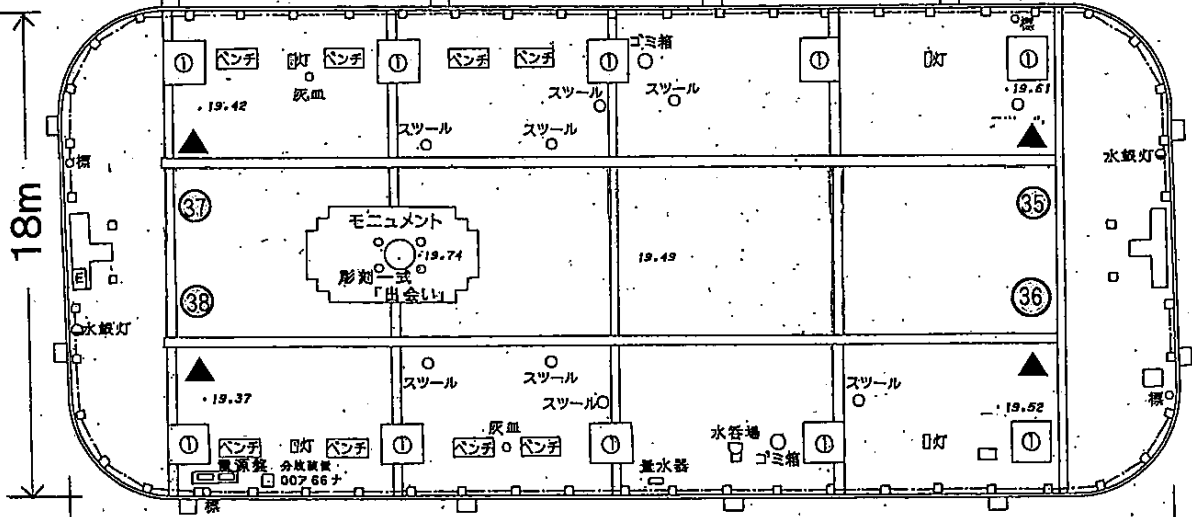 標
① ベンチ 灯 ベンチ ① ベンチ ベンチ ① ゴミ箱 ① 灯 ①
灰皿
・19.42
スツール スツール
・19.61
スツール スツール
標
水銀灯
18m
37
35
モニュメント
・19.74
19.49
彫刻一式
「出会い」
E
38
36
水銀灯
スツール スツール スツール
スツール
・19.37
・19.52
標
灰皿
水呑場
① ベンチ 灯 ベンチ ① ベンチ ベンチ ① ① 灯 ①
ゴミ箱
電源盤 量水器
007 66 ナ
標